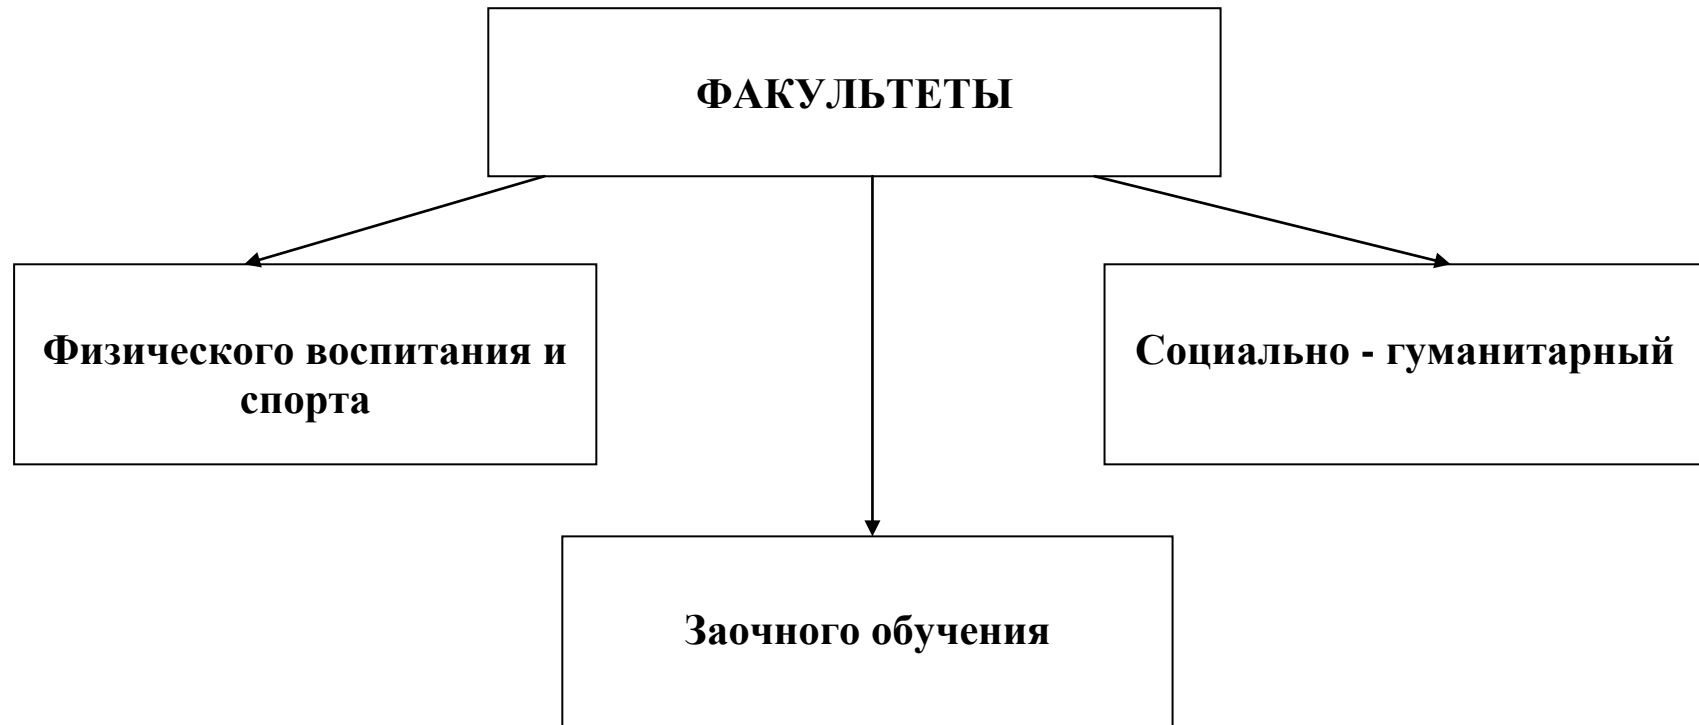 ФАКУЛЬТЕТЫ
Физического воспитания и
спорта
Социально - гуманитарный
Заочного обучения